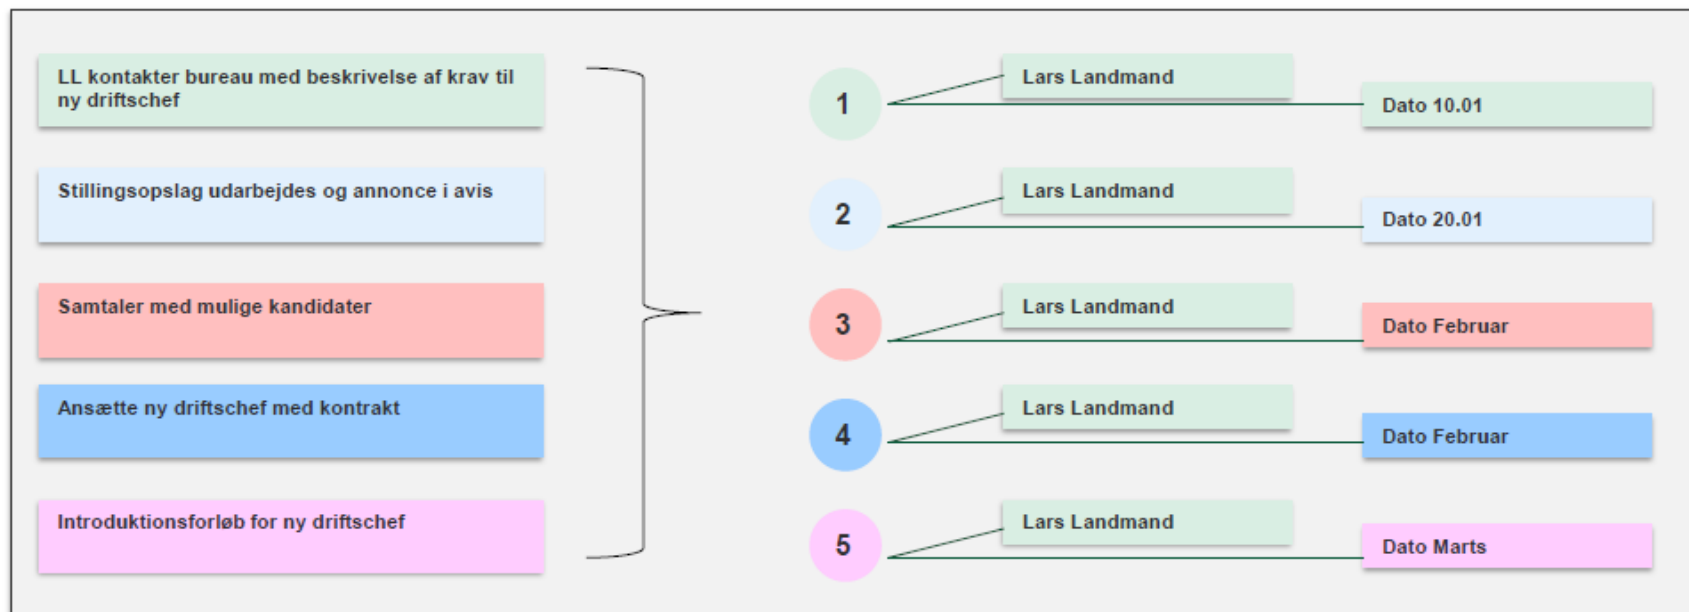 LL kontakter bureau med beskrivelse af krav til
ny driftschef
1
Lars Landmand
Dato 10.01
Stillingsopslag udarbejdes og annonce i avis
2
Lars Landmand
Dato 20.01
Samtaler med mulige kandidater
3
Lars Landmand
Dato Februar
Ansætte ny driftschef med kontrakt
4
Lars Landmand
Dato Februar
Introduktionsforløb for ny driftschef
5
Lars Landmand
Dato Marts